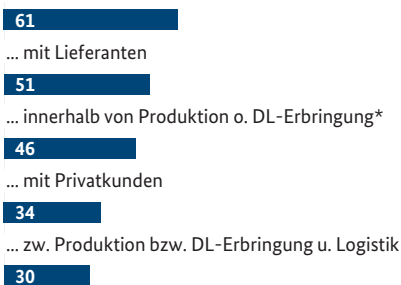 61
... mit Lieferanten
51
... innerhalb von Produktion o. DL-Erbringung*
46
... mit Privatkunden
34
... zw. Produktion bzw. DL-Erbringung u. Logistik
30